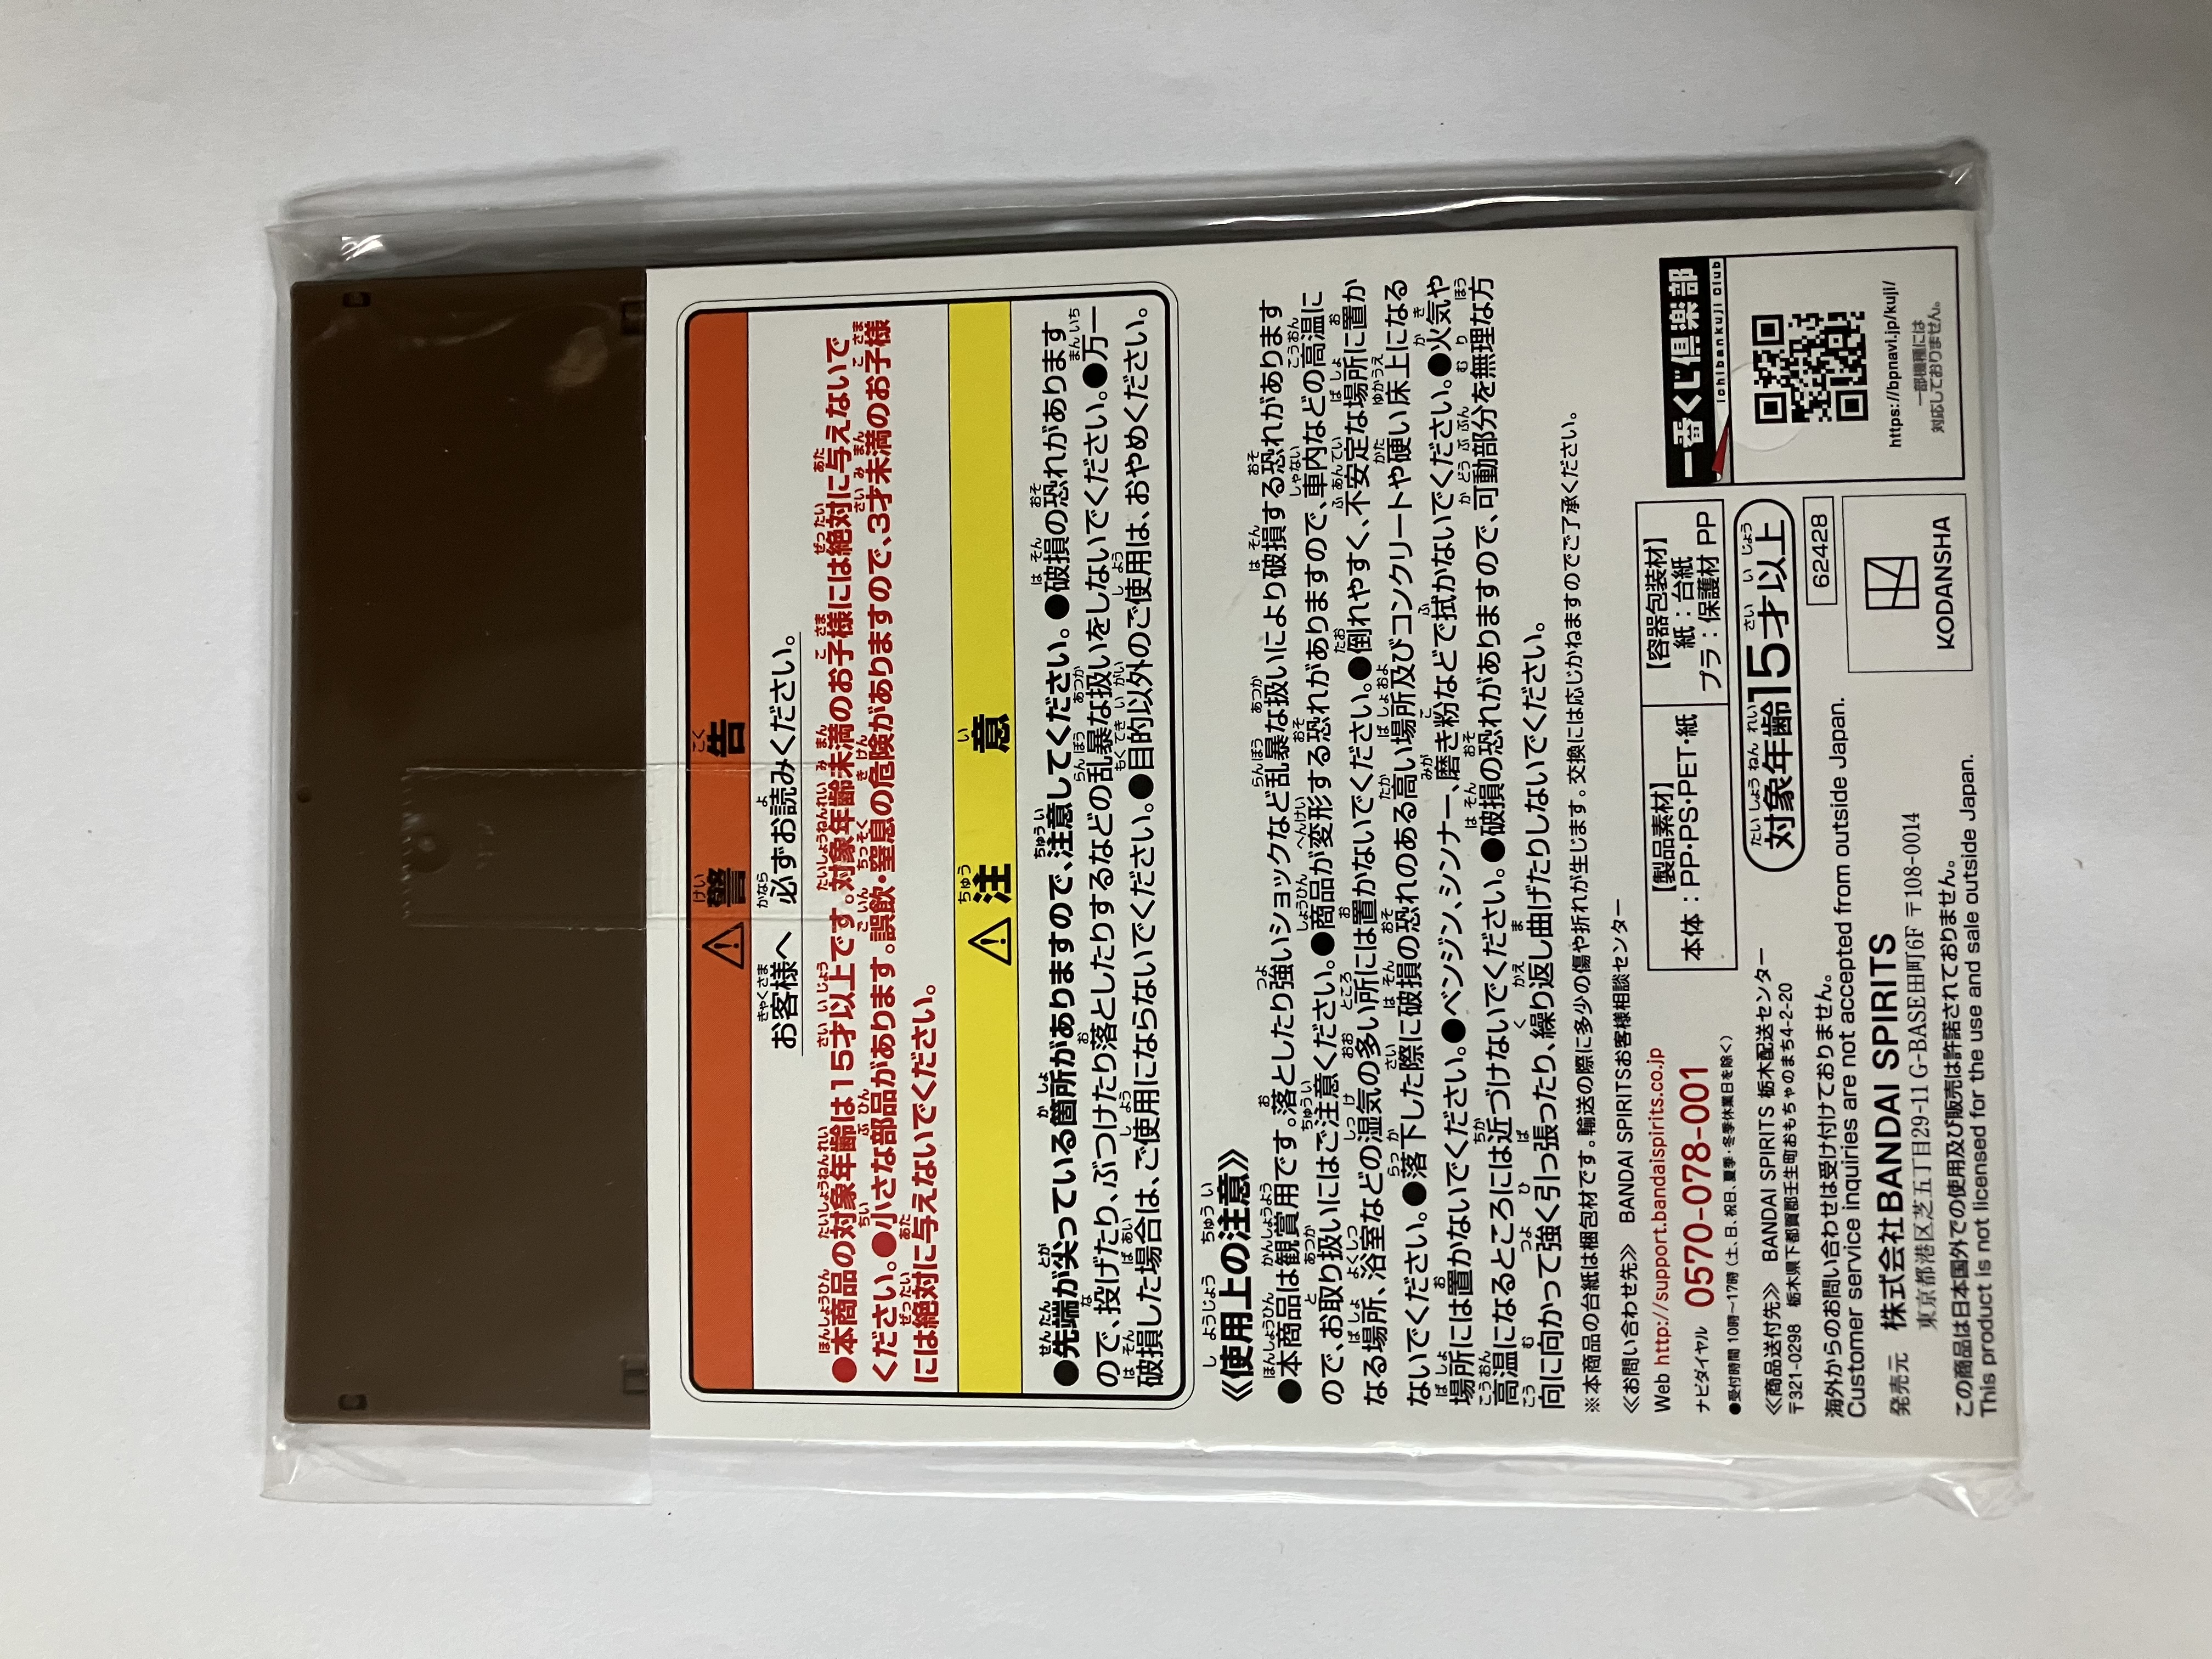 ⚠警告
お客様へ 必ずお読みください。
●本商品の対象年齢は15才以上です。対象年齢未満のお子様には絶対に与えないで
ください。●小さな部品があります。誤飲・窒息の危険がありますので、3才未満のお子様
には絶対に与えないでください。
⚠注意
●先端が尖っている箇所がありますので、注意してください。●破損の恐れがあります
ので、投げたり、ぶつけたり落としたりするなどの乱暴な扱いをしないでください。●万一
破損した場合は、ご使用にならないでください。●目的以外のご使用は、おやめください。
《使用上の注意》
●本商品は観賞用です。落としたり強いショックなど乱暴な扱いにより破損する恐れがあります
ので、お取り扱いにはご注意ください。●商品が変形する恐れがありますので、車内などの高温に
なる場所、浴室などの湿気の多い所には置かないでください。●倒れやすく、不安定な場所に置か
ないでください。●落下した際に破損の恐れのある高い場所及びコンクリートや硬い床上になる
場所には置かないでください。●ベンジン、シンナー、磨き粉などで拭かないでください。●火気や
高温になるところには近づけないでください。●破損の恐れがありますので、可動部分を無理な方
向に向かって強く引っ張ったり、繰り返し曲げたりしないでください。
※本商品の台紙は梱包材です。輸送の際に多少の傷や折れが生じます。交換には応じかねますのでご了承ください。
≪お問い合わせ先≫ BANDAI SPIRITSお客様相談センター
Web http://support.bandaispirits.co.jp
ナビダイヤル 0570-078-001
●受付時間 10時〜17時(土、日、祝日、夏季・冬季休業日を除く)
≪商品送付先≫ BANDAI SPIRITS 栃木配送センター
〒321-0298 栃木県下都賀郡壬生町おもちゃのまち4-2-20
海外からのお問い合わせは受け付けておりません。
Customer service inquiries are not accepted from outside Japan.
発売元 株式会社BANDAI SPIRITS
東京都港区芝五丁目29-11 G-BASE田町6F 〒108-0014
この商品は日本国外での使用及び販売は許諾されておりません。
This product is not licensed for the use and sale outside Japan.
【製品素材】
本体：PP・PS・PET・紙
【容器包装材】
紙：台紙
プラ：保護材 PP
対象年齢15才以上
62428
KODANSHA
一番くじ倶楽部
ichibankuji club
https://bpnavi.jp/kuji/
一部機種には
対応しておりません。